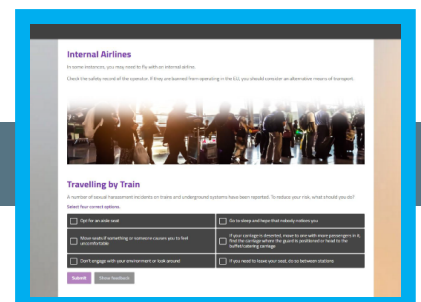 Internal Airlines
In some instances, you may need to fly with an internal airline.
Check the safety record of the operator. If they are banned from operating in the EU, you should consider an alternative means of transport.
Travelling by Train
A number of sexual harassment incidents on trains and underground systems have been reported. To reduce your risk, what should you do?
Select four correct options.
Opt for an aisle seat
Go to sleep and hope that nobody notices you
Move seats if something or someone causes you to feel
uncomfortable
If your carriage is deserted, move to one with more passengers in it,
find the carriage where the guard is positioned or head to the
buffet/catering carriage
Don't engage with your environment or look around
If you need to leave your seat, do so between stations
Submit
Show feedback